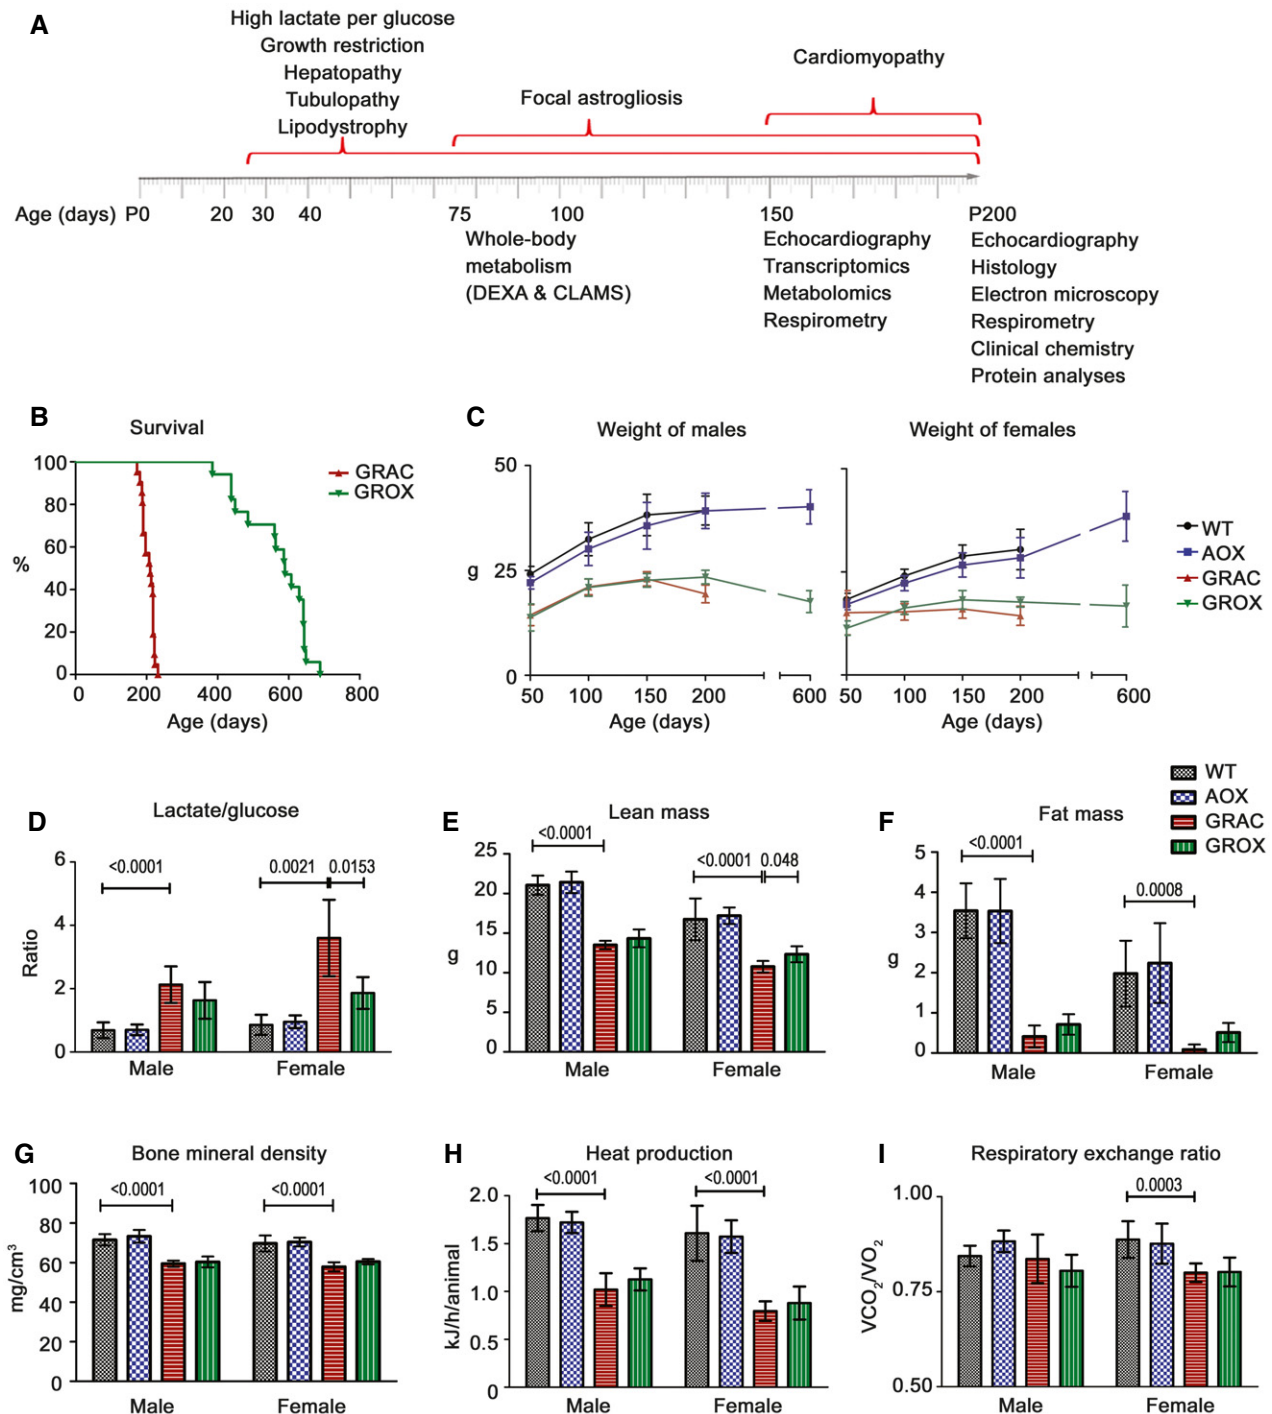 A
High lactate per glucose
Growth restriction
Hepatopathy
Tubulopathy
Lipodystrophy
Focal astrogliosis
Cardiomyopathy
Age (days) P0 20 30 40 75 100 150 P200
Whole-body
metabolism
(DEXA & CLAMS)
Echocardiography
Transcriptomics
Metabolomics
Respirometry
Echocardiography
Histology
Electron microscopy
Respirometry
Clinical chemistry
Protein analyses
B
Survival
100
80
60
40
20
0
%
0 200 400 600 800
Age (days)
GRAC
GROX
C
Weight of males
50
25
0
g
50 100 150 200 600
Age (days)
Weight of females
50 100 150 200 600
Age (days)
WT
AOX
GRAC
GROX
WT
AOX
GRAC
GROX
D
Lactate/glucose
6
4
2
0
Ratio
<0.0001
0.0021
0.0153
Male Female
E
Lean mass
25
20
15
10
5
0
g
<0.0001
<0.0001
0.048
Male Female
F
Fat mass
5
4
3
2
1
0
g
<0.0001
0.0008
Male Female
G
Bone mineral density
100
80
60
40
20
0
mg/cm³
<0.0001
<0.0001
Male Female
H
Heat production
2.0
1.5
1.0
0.5
0
kJ/h/animal
<0.0001
<0.0001
Male Female
I
Respiratory exchange ratio
1.00
0.75
0.50
VCO₂/VO₂
0.0003
Male Female